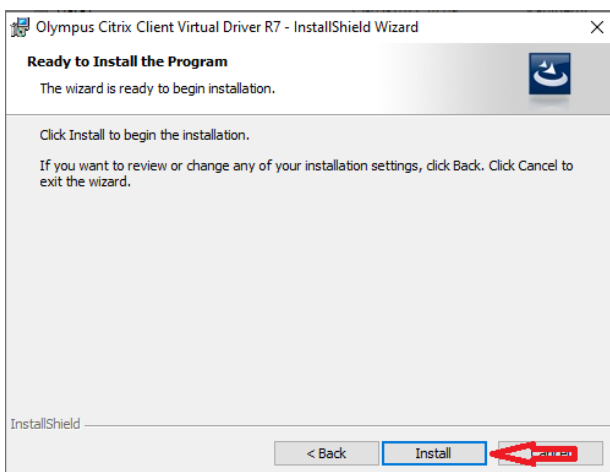 Olympus Citrix Client Virtual Driver R7 - InstallShield Wizard
Ready to Install the Program
The wizard is ready to begin installation.
Click Install to begin the installation.
If you want to review or change any of your installation settings, click Back. Click Cancel to
exit the wizard.
InstallShield
< Back Install Cancel